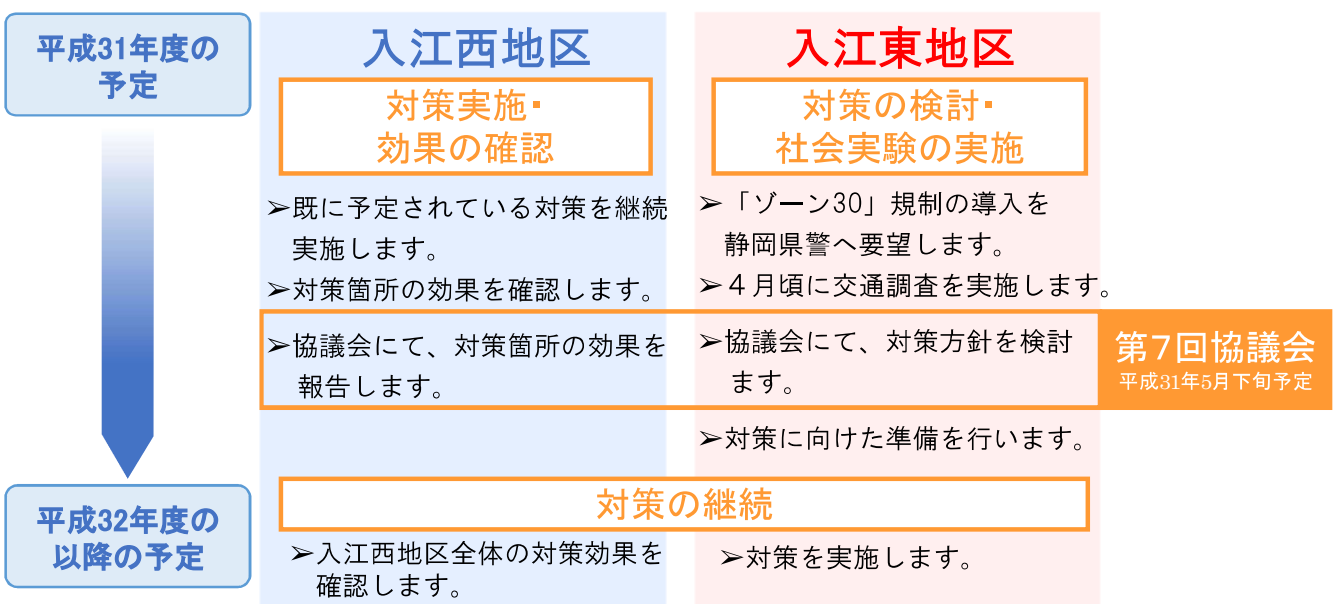 平成31年度の
予定
入江西地区
対策実施・
効果の確認
➢既に予定されている対策を継続
実施します。
➢対策箇所の効果を確認します。
➢協議会にて、対策箇所の効果を
報告します。
入江東地区
対策の検討・
社会実験の実施
➢「ゾーン30」規制の導入を
静岡県警へ要望します。
➢４月頃に交通調査を実施します。
➢協議会にて、対策方針を検討
ます。
第７回協議会
平成31年5月下旬予定
➢対策に向けた準備を行います。
平成32年度の
以降の予定
対策の継続
➢入江西地区全体の対策効果を
確認します。
➢対策を実施します。